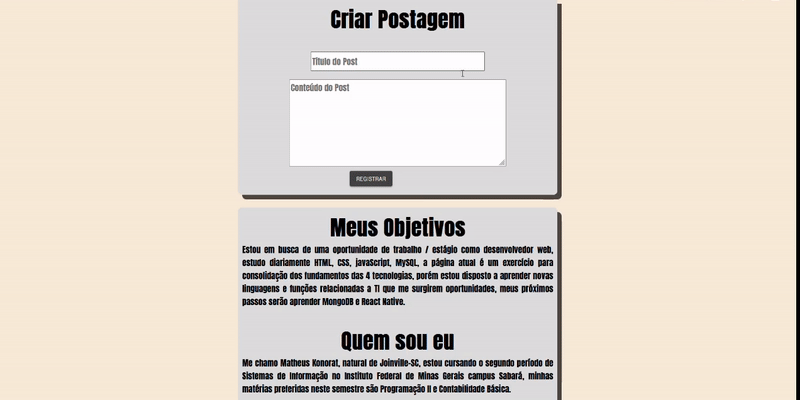 Criar Postagem
Título do Post
Conteúdo do Post
REGISTRAR
Meus Objetivos
Estou em busca de uma oportunidade de trabalho / estágio como desenvolvedor web,
estudo diariamente HTML, CSS, javaScript, MySQL, a página atual é um exercício para
consolidação dos fundamentos das 4 tecnologias, porém estou disposto a aprender novas
linguagens e funções relacionadas a TI que me surgirem oportunidades, meus próximos
passos serão aprender MongoDB e React Native.
Quem sou eu
Me chamo Matheus Konorat, natural de Joinville-SC, estou cursando o segundo período de
Sistemas de Informação no Instituto Federal de Minas Gerais campus Sabará, minhas
matérias preferidas neste semestre são Programação II e Contabilidade Básica.